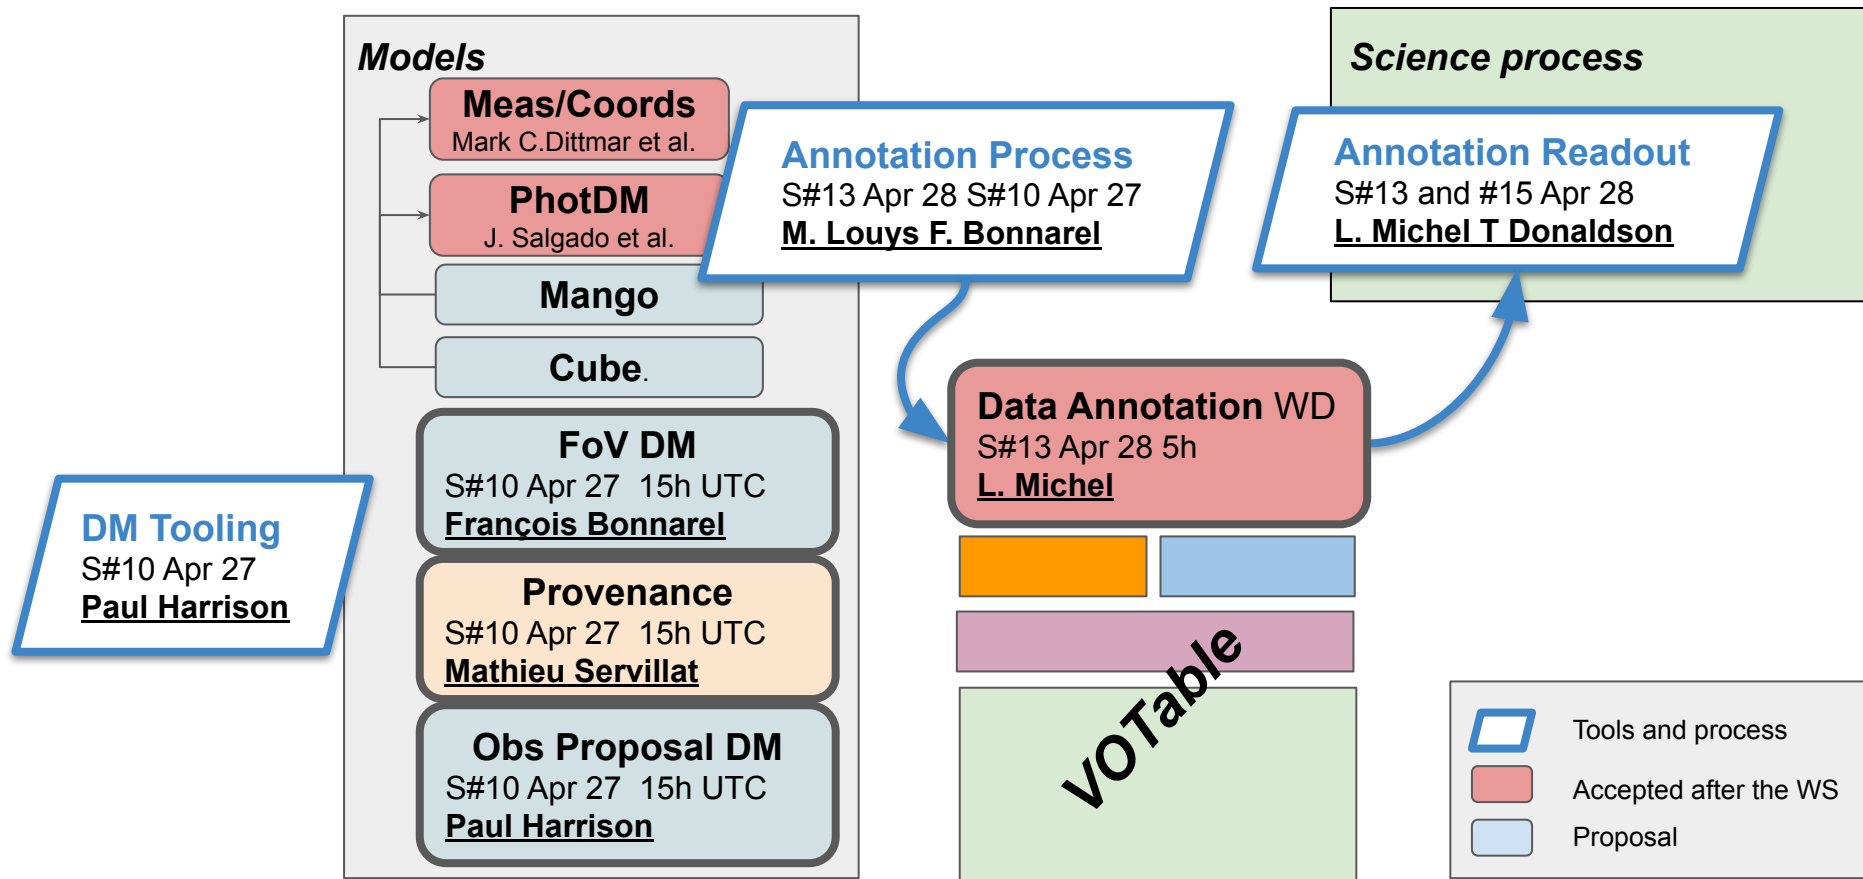 Models
Meas/Coords
Mark C.Dittmar et al.
PhotDM
J. Salgado et al.
Mango
Cube.
FoV DM
S#10 Apr 27  15h UTC
François Bonnarel
Provenance
S#10 Apr 27  15h UTC
Mathieu Servillat
Obs Proposal DM
S#10 Apr 27  15h UTC
Paul Harrison
DM Tooling
S#10 Apr 27
Paul Harrison
Annotation Process
S#13 Apr 28 S#10 Apr 27
M. Louys F. Bonnarel
Science process
Annotation Readout
S#13 and #15 Apr 28
L. Michel T Donaldson
Data Annotation WD
S#13 Apr 28 5h
L. Michel
VOTable
Tools and process
Accepted after the WS
Proposal